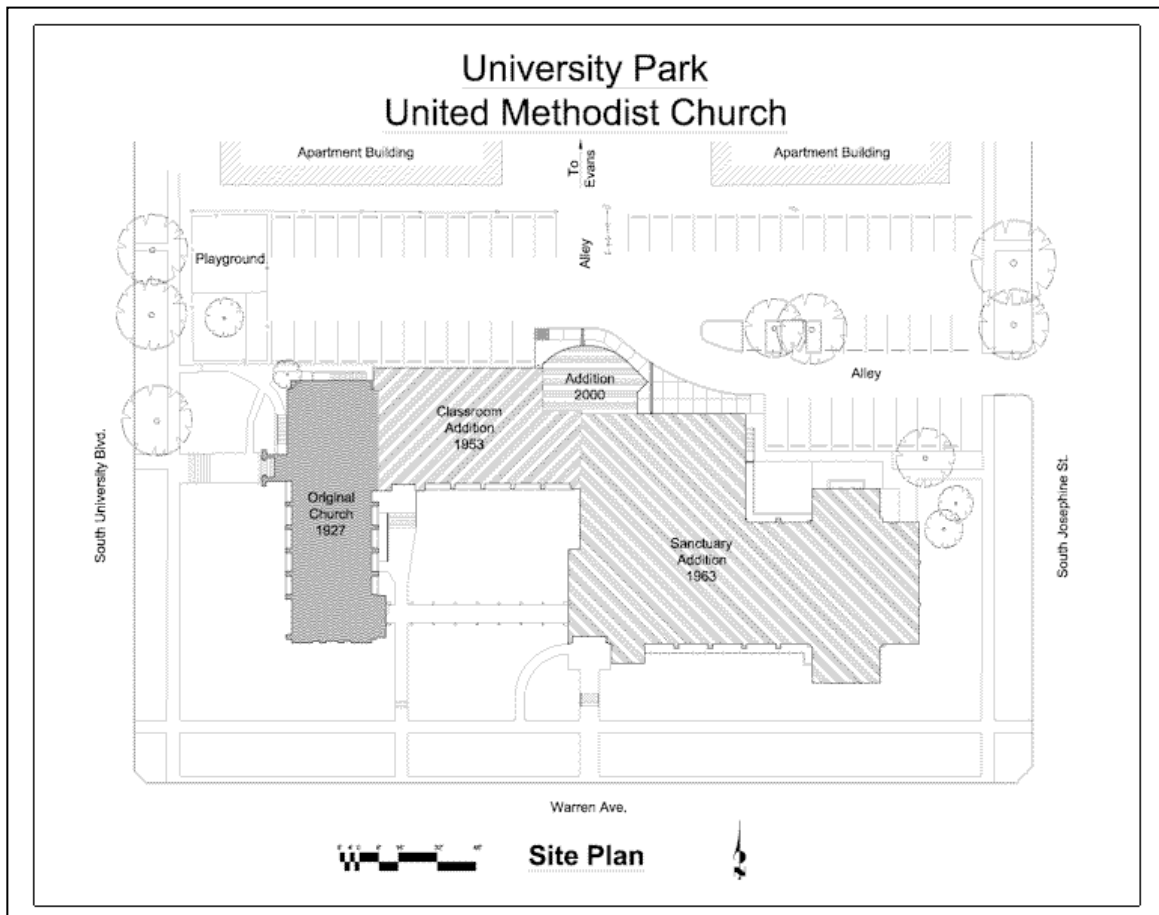 University Park
United Methodist Church
Apartment Building
To
Evans
Apartment Building
Alley
Playground
Alley
Addition
2000
Classroom
Addition
1953
Original
Church
1927
Sanctuary
Addition
1963
South University Blvd.
South Josephine St.
Warren Ave.
Site Plan